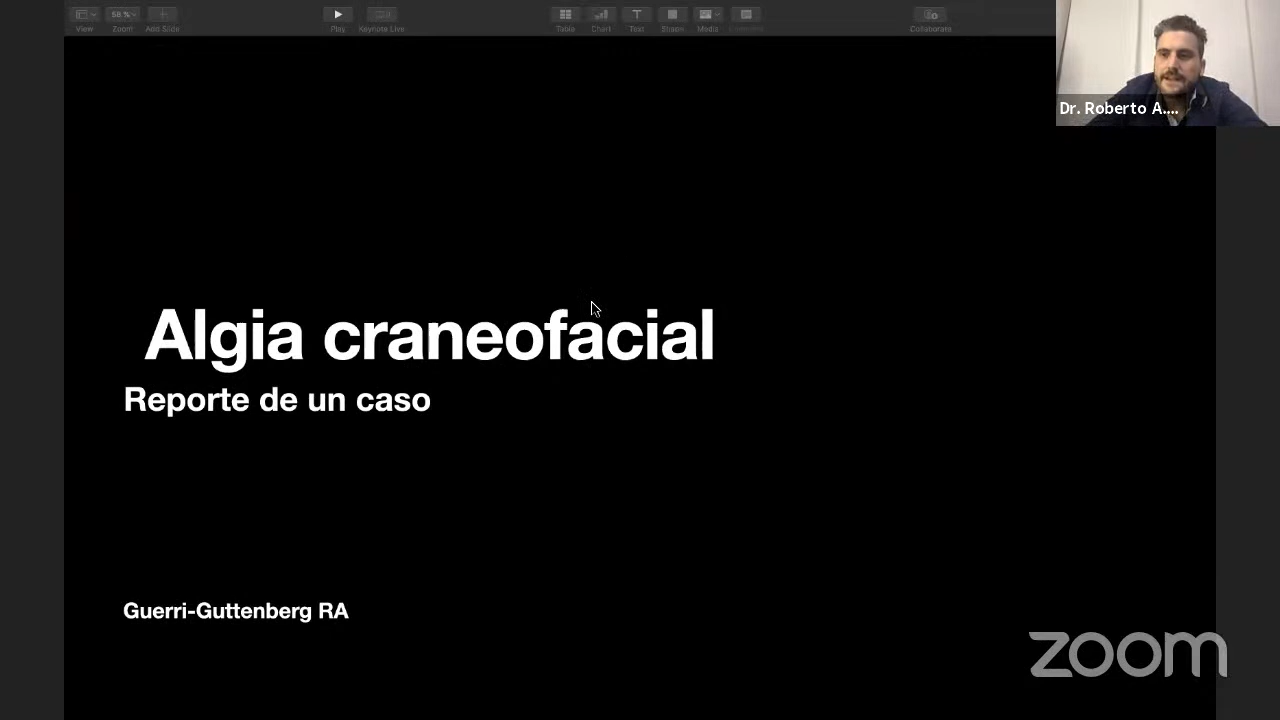 58 %
View
Zoom
Add Slide
Play
Keynote Live
Table
Chart
Text
Shape
Media
Collaborate
Dr. Roberto A....
Algia craneofacial
Reporte de un caso
Guerri-Guttenberg RA
zoom